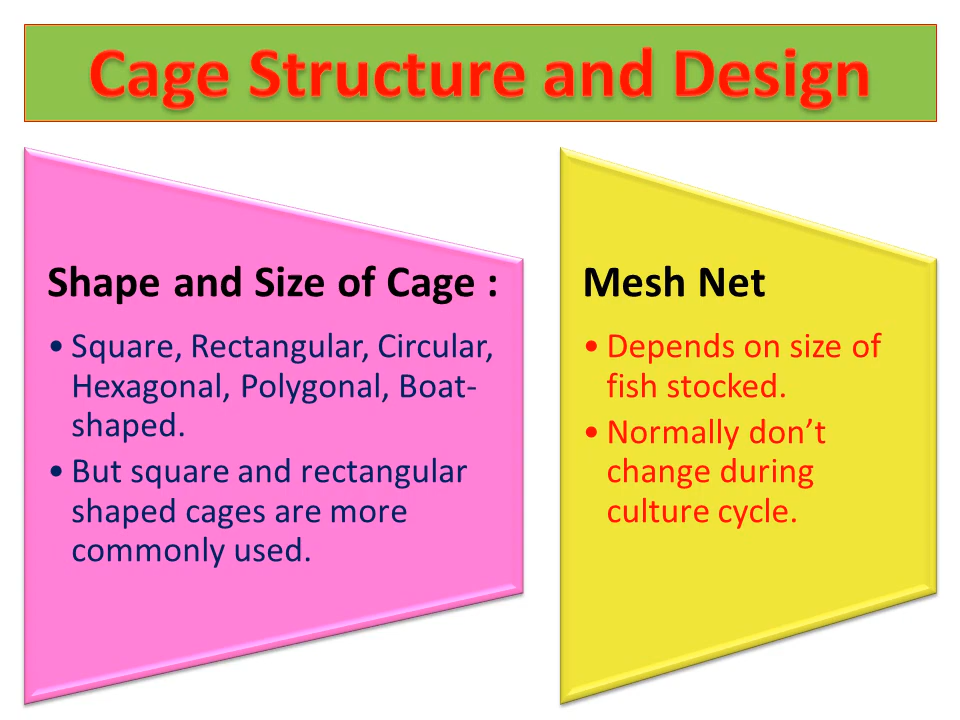 Cage Structure and Design
Shape and Size of Cage :
• Square, Rectangular, Circular,
Hexagonal, Polygonal, Boat-
shaped.
• But square and rectangular
shaped cages are more
commonly used.
Mesh Net
• Depends on size of
fish stocked.
• Normally don’t
change during
culture cycle.